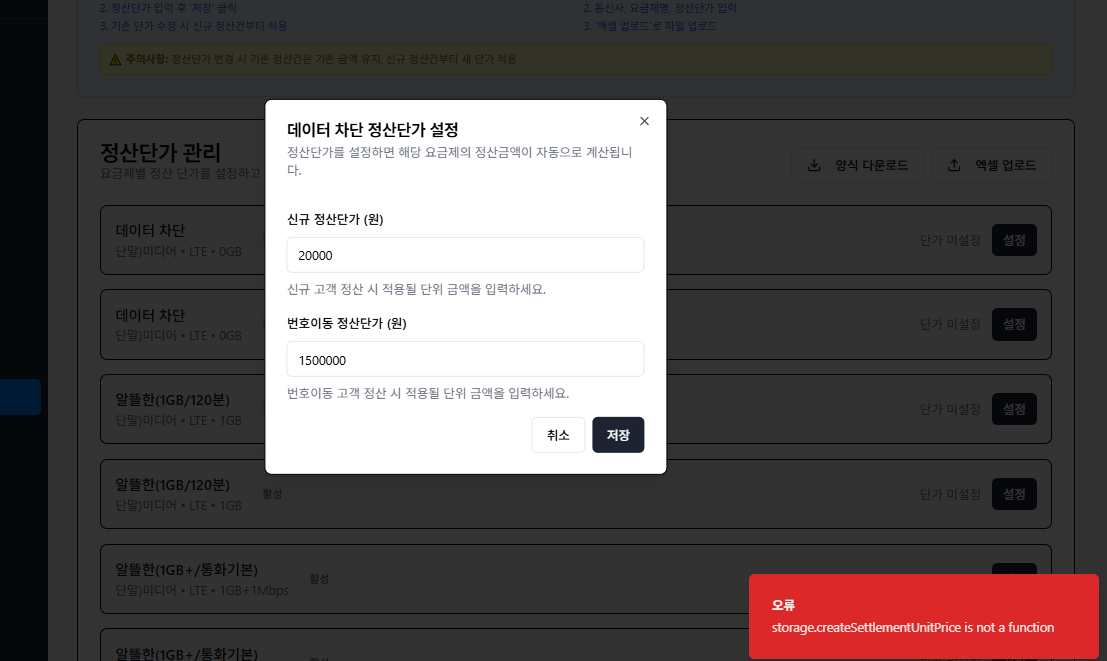 2. 정산단가 입력 후 '저장' 클릭
2. 통신사, 요금제명, 정산단가 입력
3. 기존 단가 수정 시 신규 정산건부터 적용
3. '엑셀 업로드'로 파일 업로드
주의사항: 정산단가 변경 시 기존 정산건은 기존 금액 유지, 신규 정산건부터 새 단가 적용
데이터 차단 정산단가 설정
정산단가를 설정하면 해당 요금제의 정산금액이 자동으로 계산됩니
다.
신규 정산단가 (원)
20000
신규 고객 정산 시 적용될 단위 금액을 입력하세요.
번호이동 정산단가 (원)
1500000
번호이동 고객 정산 시 적용될 단위 금액을 입력하세요.
취소
저장
정산단가 관리
요금제별 정산 단가를 설정하고
양식 다운로드
엑셀 업로드
데이터 차단
단말)미디어 • LTE • 0GB
단가 미설정
설정
데이터 차단
단말)미디어 • LTE • 0GB
단가 미설정
설정
알뜰한(1GB/120분)
단말)미디어 • LTE • 1GB
단가 미설정
설정
알뜰한(1GB/120분)
활성
단말)미디어 • LTE • 1GB
단가 미설정
설정
알뜰한(1GB+/통화기본)
활성
단말)미디어 • LTE • 1GB+1Mbps
알뜰한(1GB+/통화기본)
오류
storage.createSettlementUnitPrice is not a function